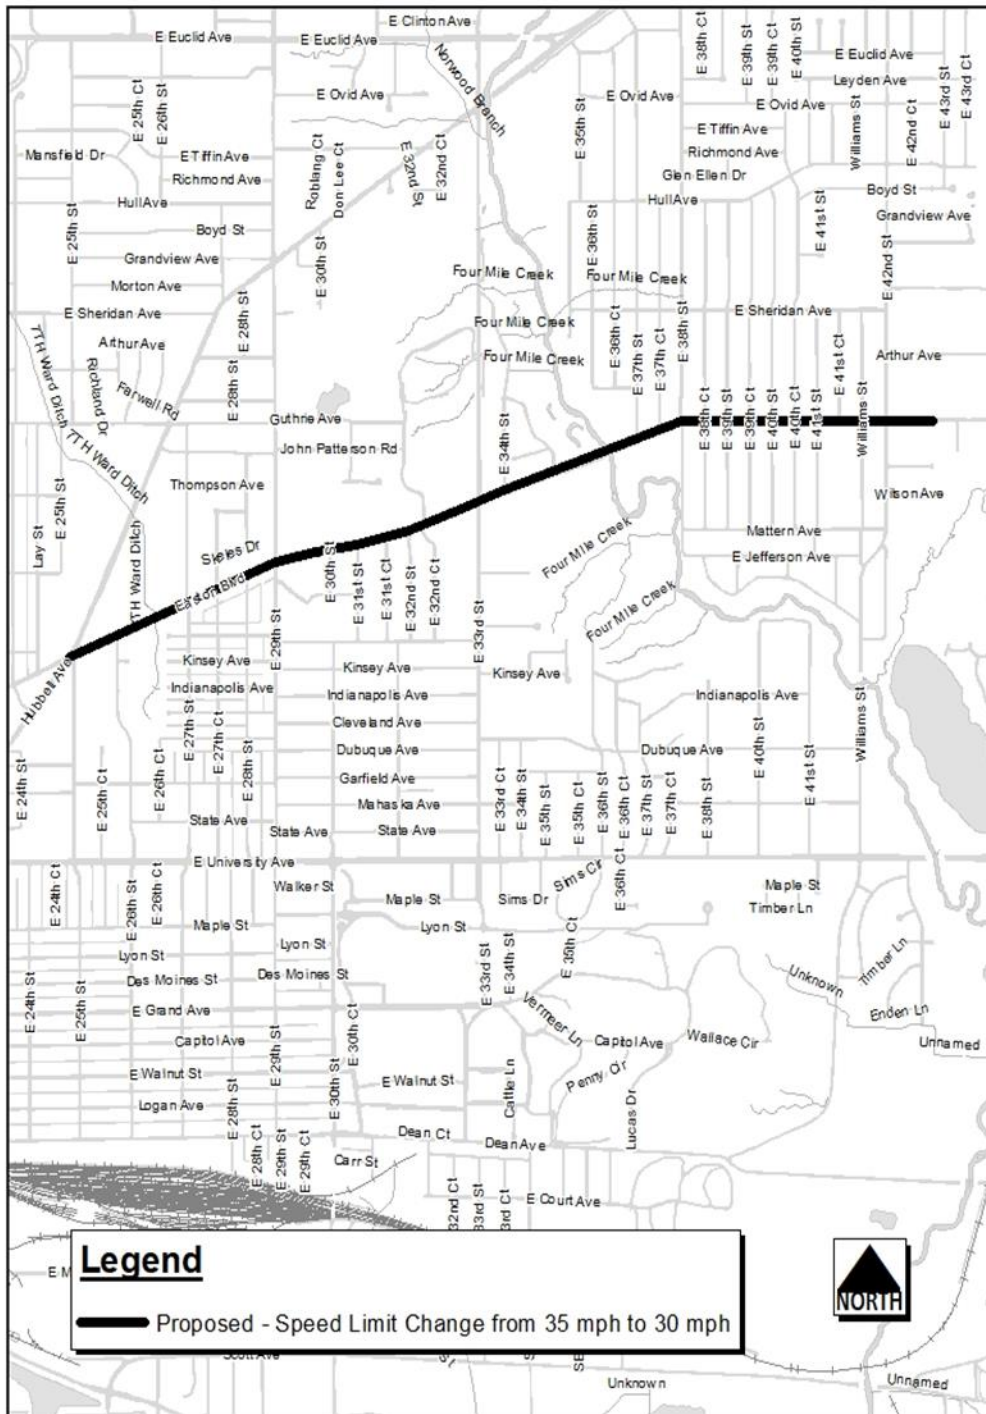 E Clinton Ave
E Euclid Ave
E Euclid Ave
E 38th Ct
E 39th St
E 39th Ct
E 40th St
E Euclid Ave
Leyden Ave
E 43rd St
E 43rd Ct
Norwood Branch
E Ovid Ave
E Ovid Ave
E Ovid Ave
E 25th Ct
E 26th St
E 35th St
Williams St
E 42nd Ct
E Tiffin Ave
Richmond Ave
Glen Ellen Dr
Mansfield Dr
E Tiffin Ave
Richmond Ave
Roblang Ct
Don Lee Ct
E 32nd St
E 32nd Ct
Hull Ave
Hull Ave
Boyd St
Grandview Ave
E 41st St
E 25th St
Boyd St
Grandview Ave
Morton Ave
E 30th St
E 36th St
E 42nd St
Four Mile Creek
Four Mile Creek
E Sheridan Ave
E Sheridan Ave
Four Mile Creek
Four Mile Creek
E 28th St
E 36th Ct
E 37th St
E 37th Ct
E 38th St
E 41st Ct
Arthur Ave
Arthur Ave
7TH Ward Ditch
Richland Dr
Farwell Rd
E 28th St
Guthrie Ave
John Patterson Rd
E 34th St
E 38th Ct
E 39th St
E 39th Ct
E 40th St
E 40th Ct
E 41st St
Williams St
7TH Ward Ditch
Thompson Ave
Wilson Ave
Lay St
E 25th St
7TH Ward Ditch
Skeles Dr
Easton Blvd
Four Mile Creek
Mattern Ave
E Jefferson Ave
E 30th St
E 31st St
E 31st Ct
E 32nd St
E 32nd Ct
Four Mile Creek
E 29th St
E 33rd St
Hubbell Ave
Kinsey Ave
Kinsey Ave
Kinsey Ave
Indianapolis Ave
Indianapolis Ave
Indianapolis Ave
Williams St
Cleveland Ave
E 27th St
E 27th Ct
E 28th St
Dubuque Ave
Dubuque Ave
E 40th St
E 24th St
E 25th Ct
E 26th Ct
Garfield Ave
Mahaska Ave
E 33rd Ct
E 34th St
E 35th St
E 35th Ct
E 36th St
E 36th Ct
E 37th St
E 37th Ct
E 38th St
E 41st St
State Ave
State Ave
State Ave
E University Ave
Walker St
Maple St
Sims Dr
Sims Cir
E 36th Ct
Maple St
Timber Ln
E 24th Ct
E 26th St
E 26th Ct
Maple St
Lyon St
Lyon St
Lyon St
E 35th Ct
Timber Ln
Des Moines St
Des Moines St
E 33rd St
E 34th St
Unknown
E 24th St
E 25th St
E Grand Ave
Vermeer Ln
Enden Ln
Capitol Ave
E 29th St
E 30th Ct
Capitol Ave
Wallace Cir
Unnamed
E Walnut St
E Walnut St
Penny Cir
Cattle Ln
Lucas Dr
Logan Ave
E 28th St
E 30th St
Dean Ct
Dean Ave
E 28th Ct
E 29th St
E 29th Ct
Carr St
E Court Ave
32nd Ct
33rd St
3rd Ct
Legend
E M
Proposed - Speed Limit Change from 35 mph to 30 mph
NORTH
Scott Ave
St
S
SE
Unknown
Unnamed